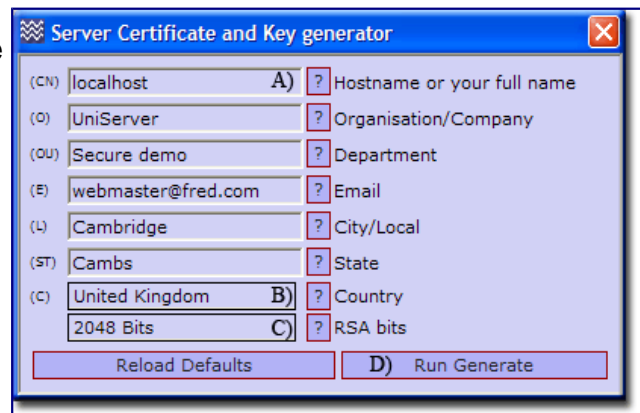 e
Server Certificate and Key generator
(CN) localhost A) ? Hostname or your full name
(O) UniServer ? Organisation/Company
(OU) Secure demo ? Department
(E) webmaster@fred.com ? Email
(L) Cambridge ? City/Local
(ST) Cambs ? State
(C) United Kingdom B) ? Country
2048 Bits C) ? RSA bits
Reload Defaults D) Run Generate